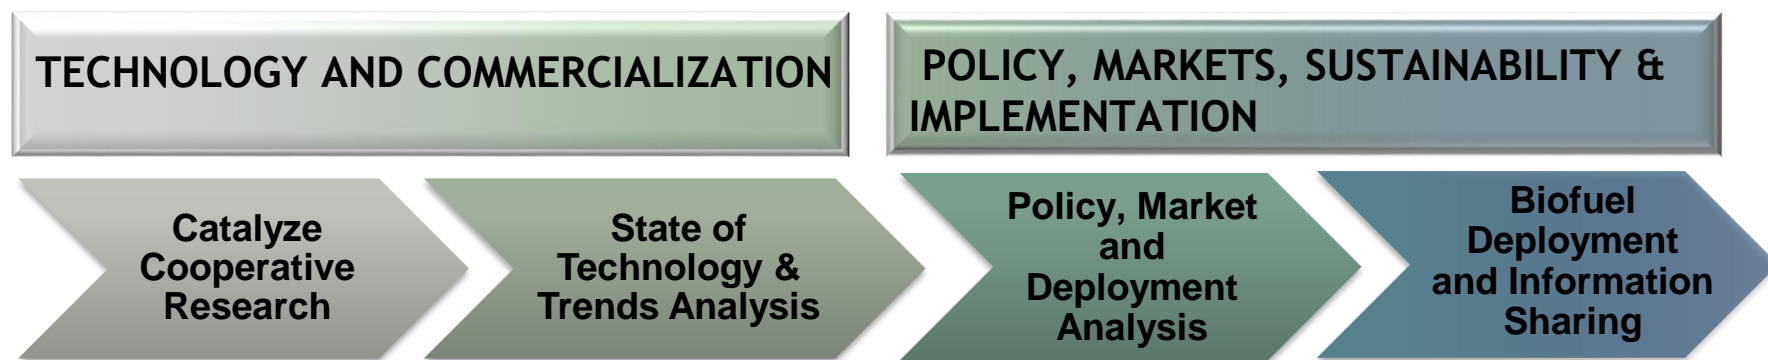 TECHNOLOGY AND COMMERCIALIZATION
POLICY, MARKETS, SUSTAINABILITY &
IMPLEMENTATION
Catalyze
Cooperative
Research
State of
Technology &
Trends Analysis
Policy, Market
and
Deployment
Analysis
Biofuel
Deployment
and Information
Sharing